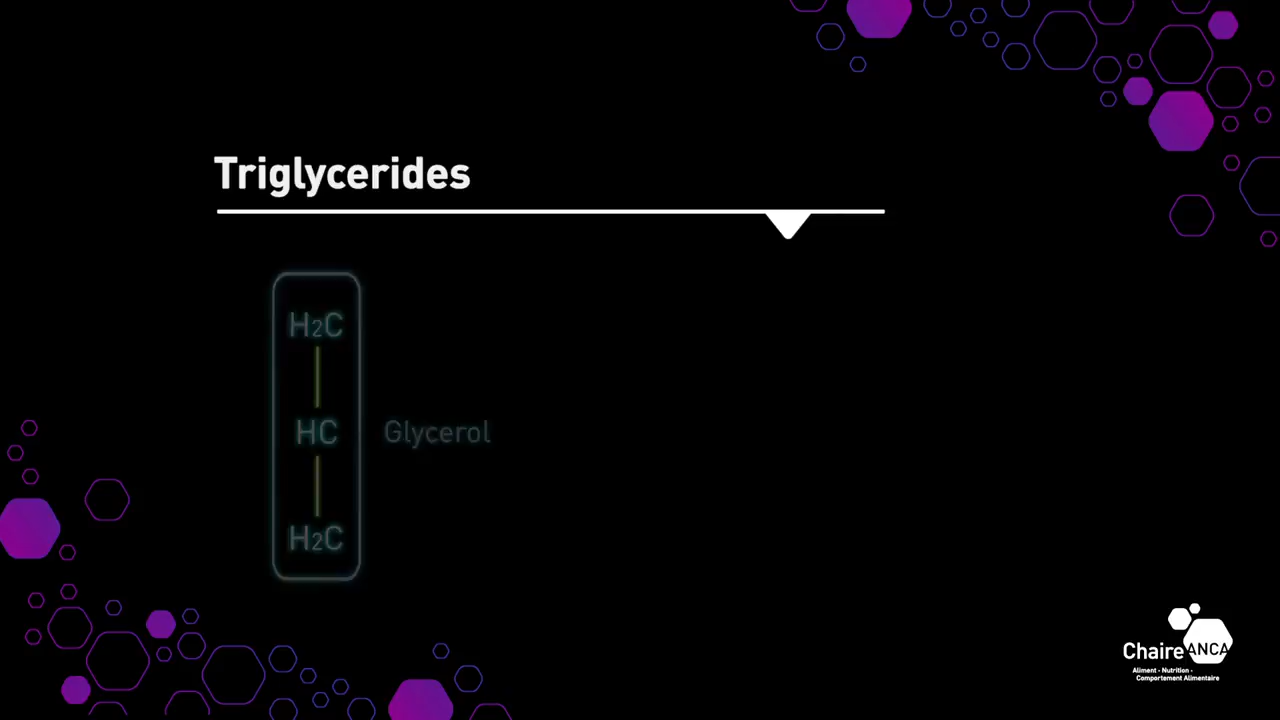 Triglycerides
H2C
HC
Glycerol
H2C
Chaire ANCA
Aliment - Nutrition -
Comportement Alimentaire